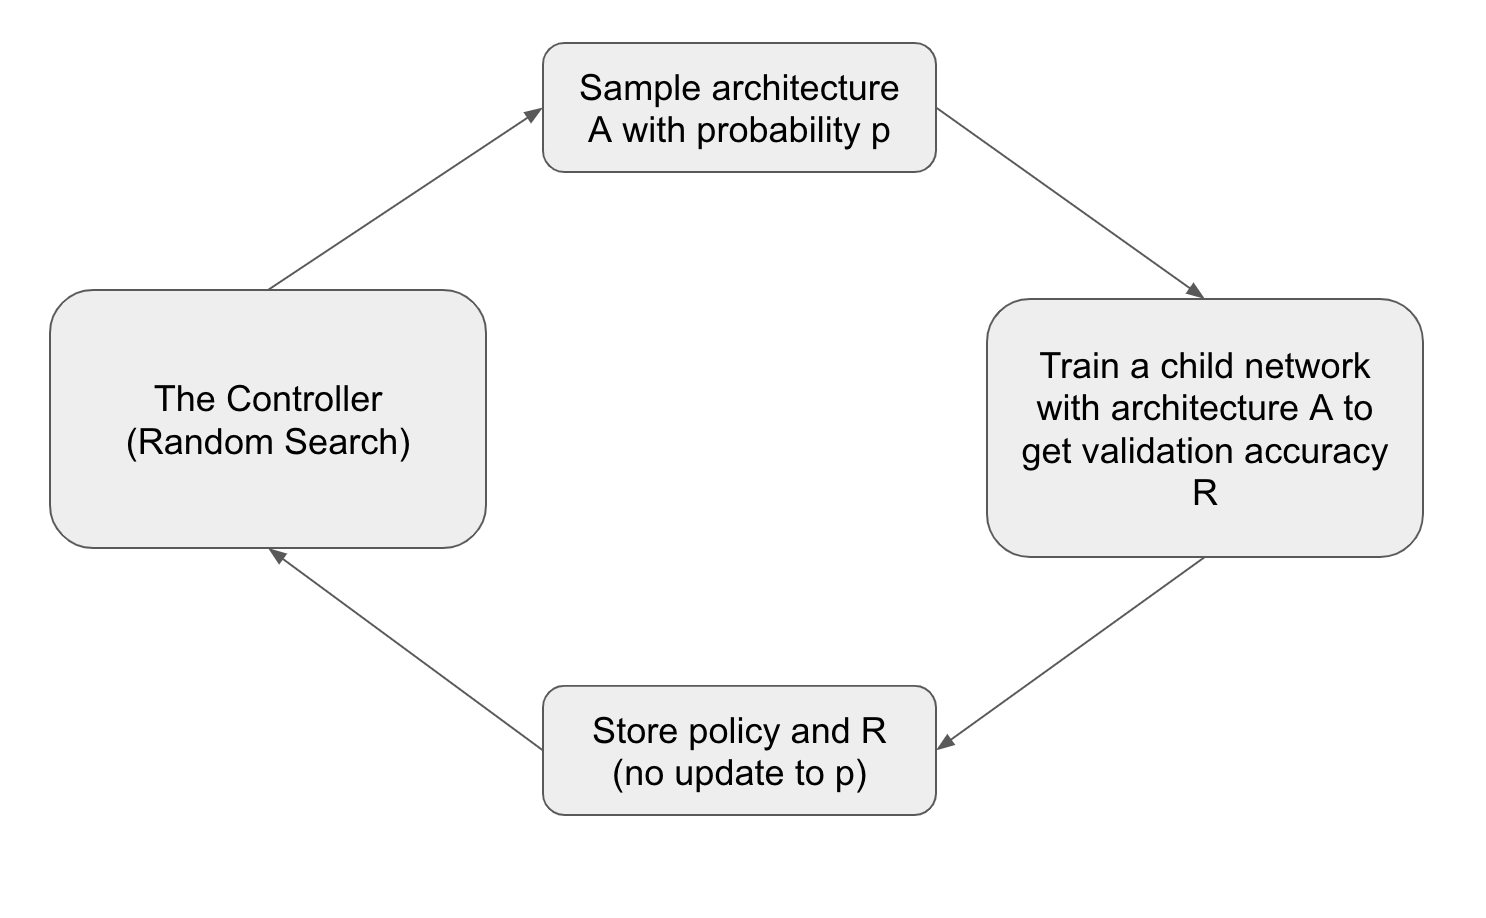 Sample architecture
A with probability p
The Controller
(Random Search)
Train a child network
with architecture A to
get validation accuracy
R
Store policy and R
(no update to p)